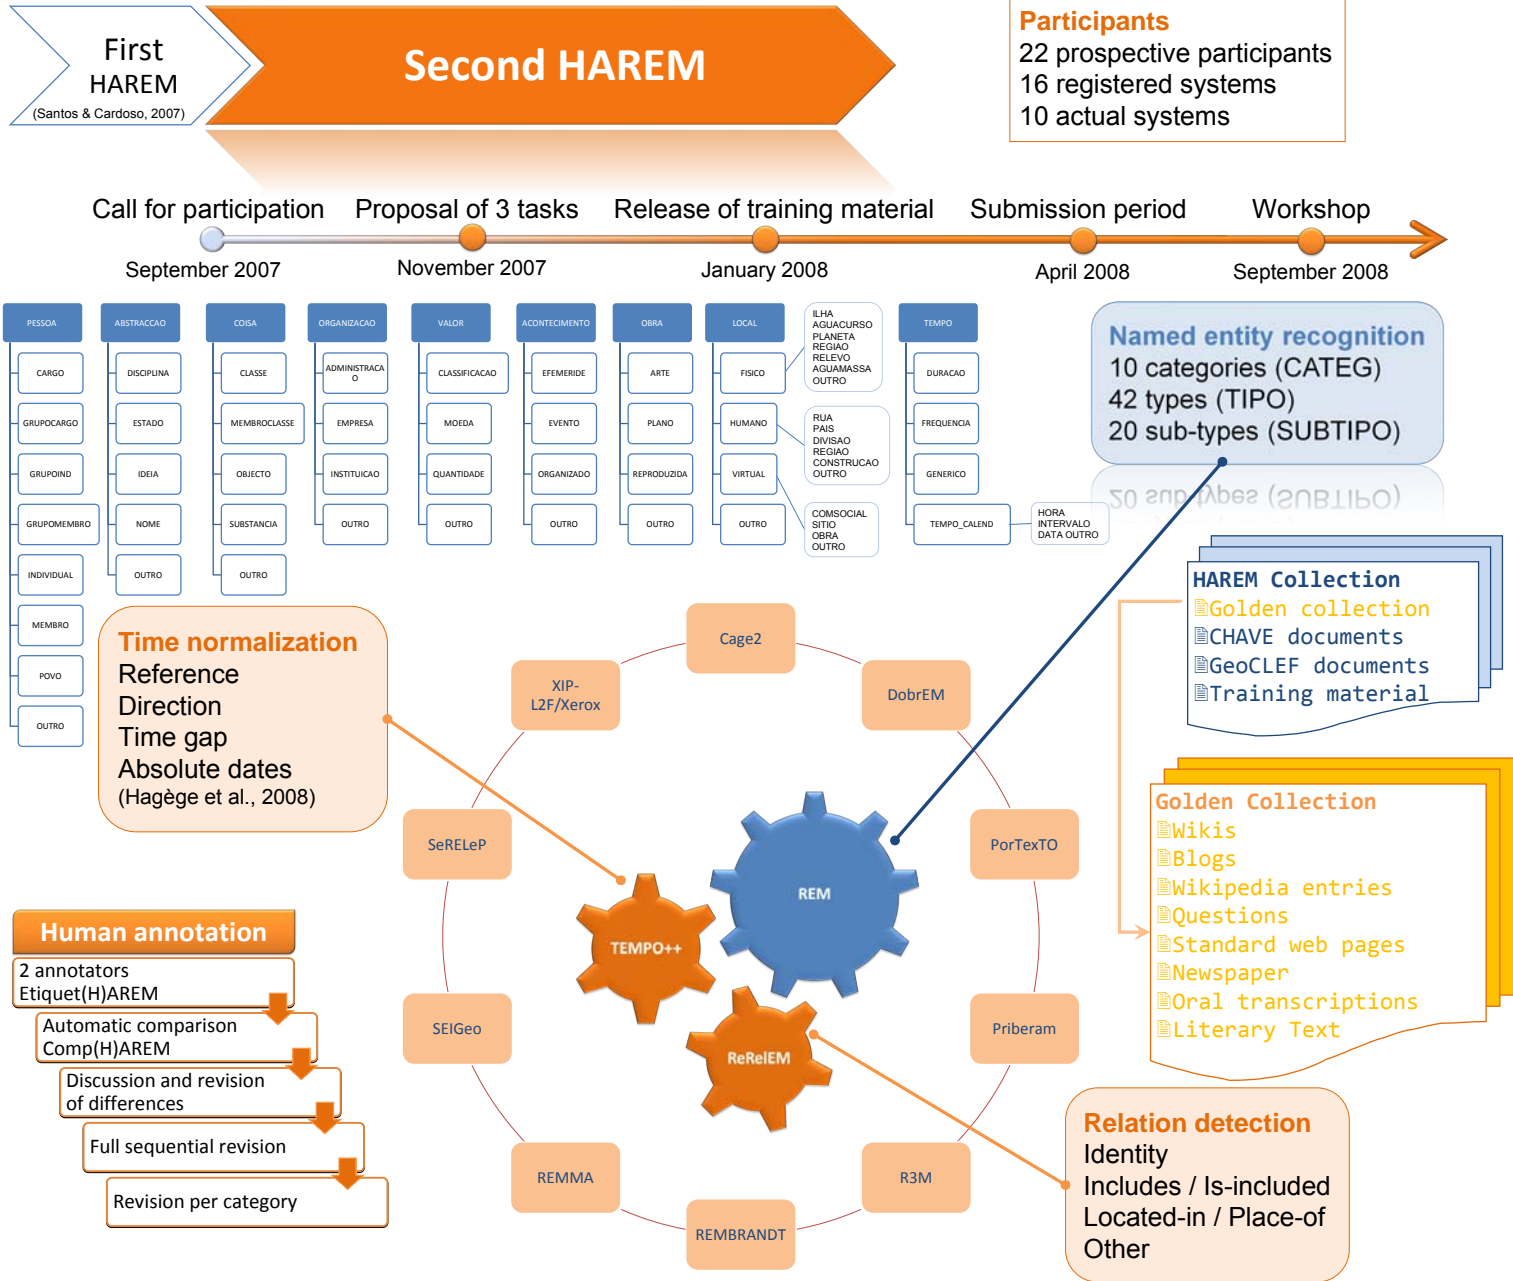 First
HAREM
(Santos & Cardoso, 2007)
Second HAREM
Participants
22 prospective participants
16 registered systems
10 actual systems
Call for participation
Proposal of 3 tasks
Release of training material
Submission period
Workshop
September 2007
November 2007
January 2008
April 2008
September 2008
PESSOA
CARGO
GRUPOCARGO
GRUPOIND
GRUPOMEMBRO
INDIVIDUAL
MEMBRO
POVO
OUTRO
ABSTRACCAO
DISCIPLINA
ESTADO
IDEIA
NOME
OUTRO
COISA
CLASSE
MEMBROCLASSE
OBJECTO
SUBSTANCIA
OUTRO
ORGANIZACAO
ADMINISTRACA
O
EMPRESA
INSTITUICAO
OUTRO
VALOR
CLASSIFICACAO
MOEDA
QUANTIDADE
OUTRO
ACONTECIMENTO
EFEMERIDE
EVENTO
ORGANIZADO
OUTRO
OBRA
ARTE
PLANO
REPRODUZIDA
OUTRO
LOCAL
FISICO
HUMANO
VIRTUAL
OUTRO
ILHA
AGUACURSO
PLANETA
REGIAO
RELEVO
AGUAMASSA
OUTRO
RUA
PAIS
DIVISAO
REGIAO
CONSTRUCAO
OUTRO
COMSOCIAL
SITIO
OBRA
OUTRO
TEMPO
DURACAO
FREQUENCIA
GENERICO
TEMPO_CALEND
HORA
INTERVALO
DATA OUTRO
Named entity recognition
10 categories (CATEG)
42 types (TIPO)
20 sub-types (SUBTIPO)
HAREM Collection
Golden collection
CHAVE documents
GeoCLEF documents
Training material
Golden Collection
Wikis
Blogs
Wikipedia entries
Questions
Standard web pages
Newspaper
Oral transcriptions
Literary Text
Time normalization
Reference
Direction
Time gap
Absolute dates
(Hagège et al., 2008)
Cage2
DobrEM
PorTexTO
Priberam
R3M
REMBRANDT
REMMA
SEIGeo
SeRELeP
XIP-
L2F/Xerox
REM
TEMPO++
ReRelEM
Human annotation
2 annotators
Etiquet(H)AREM
Automatic comparison
Comp(H)AREM
Discussion and revision
of differences
Full sequential revision
Revision per category
Relation detection
Identity
Includes / Is-included
Located-in / Place-of
Other